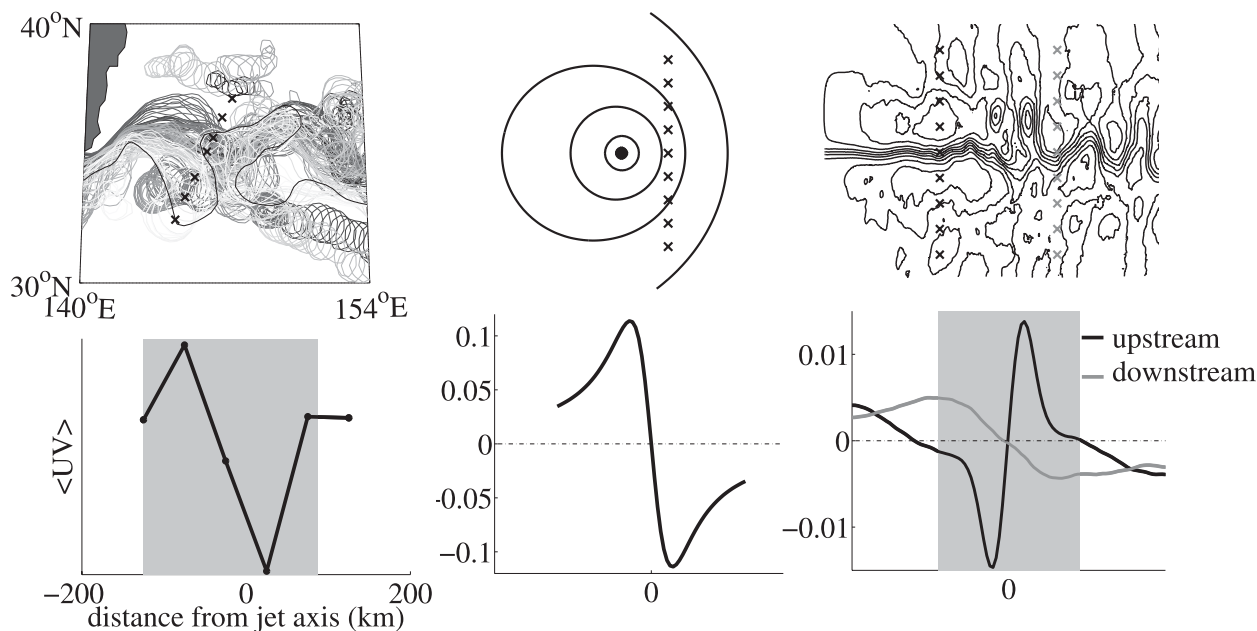 40°N
30°N
140°E
154°E
<UV>
−200
0
200
distance from jet axis (km)
0.1
0.05
0
-0.05
-0.1
0
0.01
0
−0.01
0
upstream
downstream